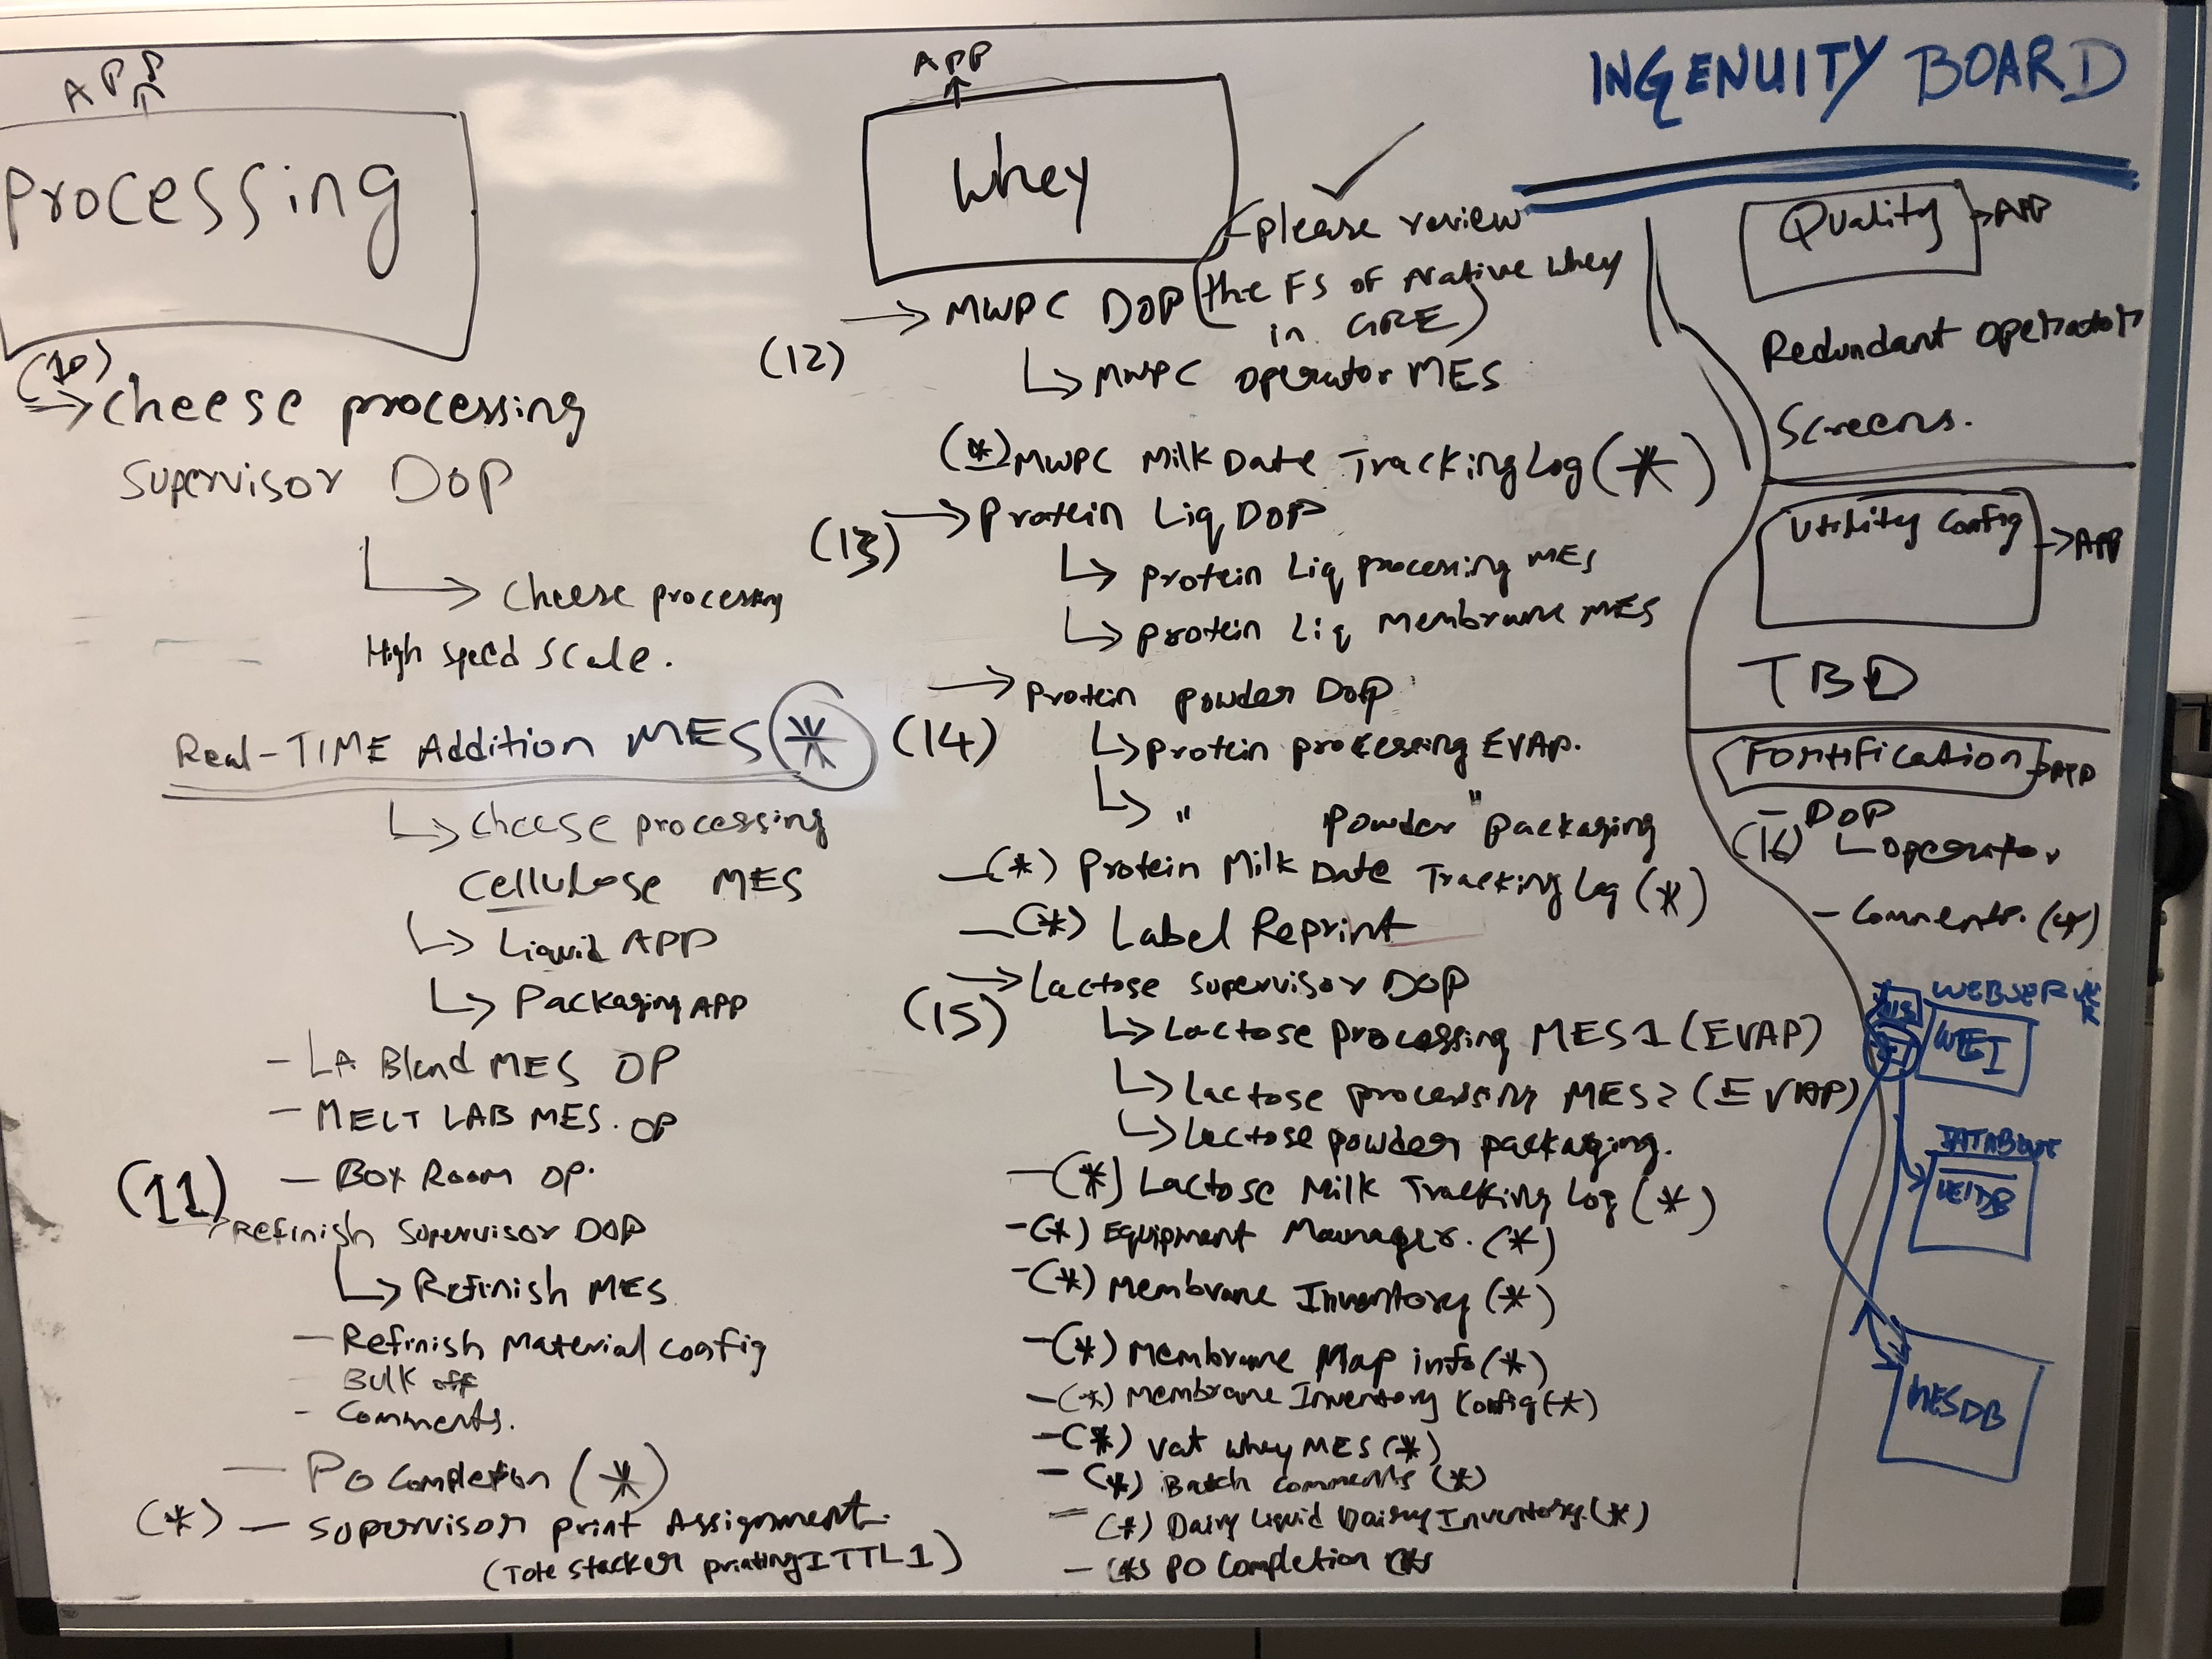 INGENUITY BOARD
APP
Processing
(10)
→ Cheese processing
Supervisor DOP
↳ Cheese processing
High Speed Scale.
Real-TIME Addition MES (*)
↳ Cheese processing
Cellulose MES
↳ Liquid APP
↳ Packaging APP
- LA Blend MES OP
- MELT LAB MES. OP
- BOX ROOM OP.
(11)
Refinish Supervisor DOP
↳ Refinish MES
- Refinish Material Config
- Bulk off
- Comments.
- PO Completion (*)
(*) - Supervisor print Assignment.
(Tote stacker printing ITTL1)
APP
Whey
(please review
the FS of Native whey
in GRE)
(12)
→ MWPC DOP
↳ MWPC operator MES
(*) MWPC Milk Date Tracking Log (*)
(13)
→ Protein Liq DOP
↳ protein Liq processing MES
↳ protein Liq Membrane MES
(14)
→ Protein powder DOP
↳ protein processing EVAP.
↳ " powder" packaging
- (*) Protein Milk Date Tracking Log (*)
- (*) Label Reprint
(15)
→ Lactose Supervisor DOP
↳ Lactose processing MES1 (EVAP)
↳ Lactose processing MES2 (EVAP)
↳ Lactose powder packaging.
- (*) Lactose Milk Tracking Log (*)
- (*) Equipment Manager. (*)
- (*) Membrane Inventory (*)
- (*) Membrane Map info (*)
- (*) Membrane Inventory Config (*)
- (*) Vat Whey MES (*)
- (*) Batch Comments (*)
- (*) Dairy Liquid Dairy Inventory. (*)
- (*) PO Completion (*)
Quality → APP
Redundant Operator
Screens.
Utility Config → APP
TBD
Fortification → APP
- DOP
(16) ↳ operator
- Comments. (*)
WEBSERVER
DATABASE
MESDB